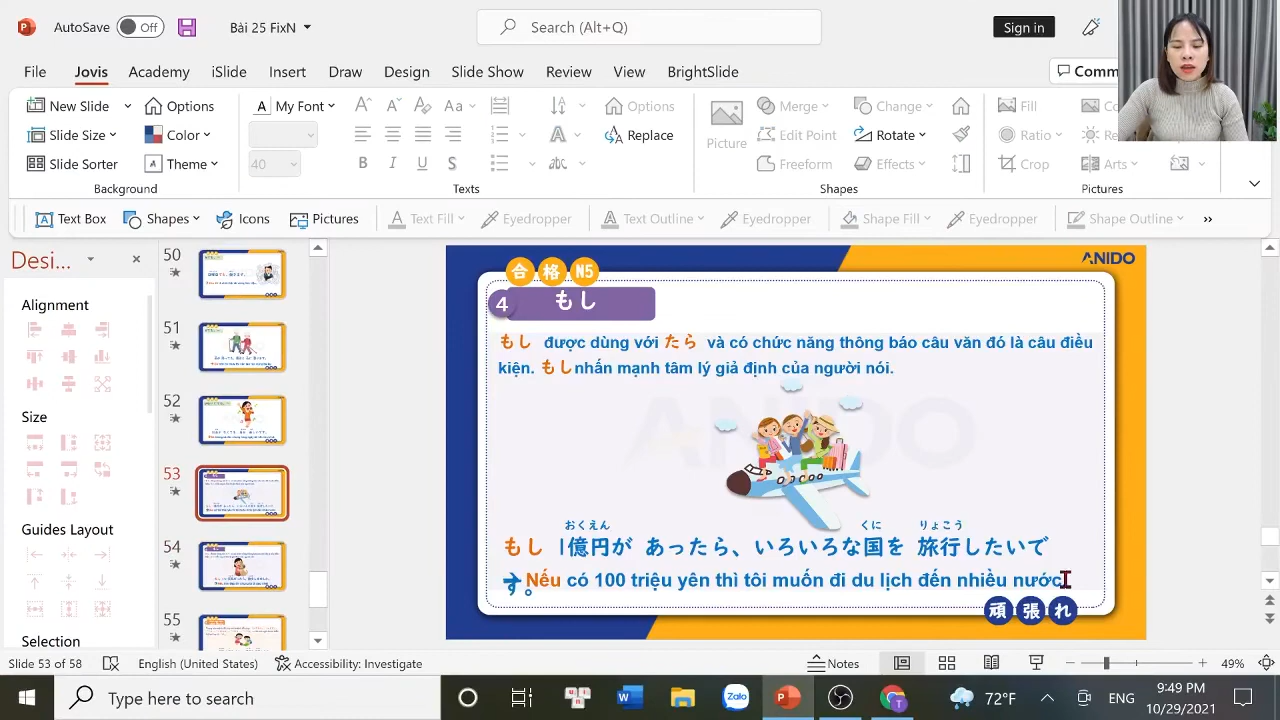 AutoSave Off Bài 25 FixN Search (Alt+Q) Sign in
File Jovis Academy iSlide Insert Draw Design Slide Show Review View BrightSlide
New Slide Options My Font Aa Options Merge Change Fill
Slide Size Color Replace Picture Rotate Ratio
Slide Sorter Theme B I U S 40 abc Freeform Effects Crop Arts
Background Texts Shapes Pictures
Text Box Shapes Icons Pictures Text Fill Eyedropper Text Outline Eyedropper Shape Fill Eyedropper Shape Outline
Desi...
Alignment
Size
Guides Layout
Selection
50
51
52
53
54
55
ANIDO
合 格 N5
4 もし
もし được dùng với たら và có chức năng thông báo câu văn đó là câu điều
kiện. もし nhấn mạnh tâm lý giả định của người nói.
おくえん くに りょこう
もし 1億円が あったら、いろいろな国を 旅行したいで
す。
Nếu có 100 triệu yên thì tôi muốn đi du lịch đến nhiều nước.
頑 張 れ
Slide 53 of 58 English (United States) Accessibility: Investigate Notes 49%
Type here to search Zalo 72°F ENG 9:49 PM
10/29/2021